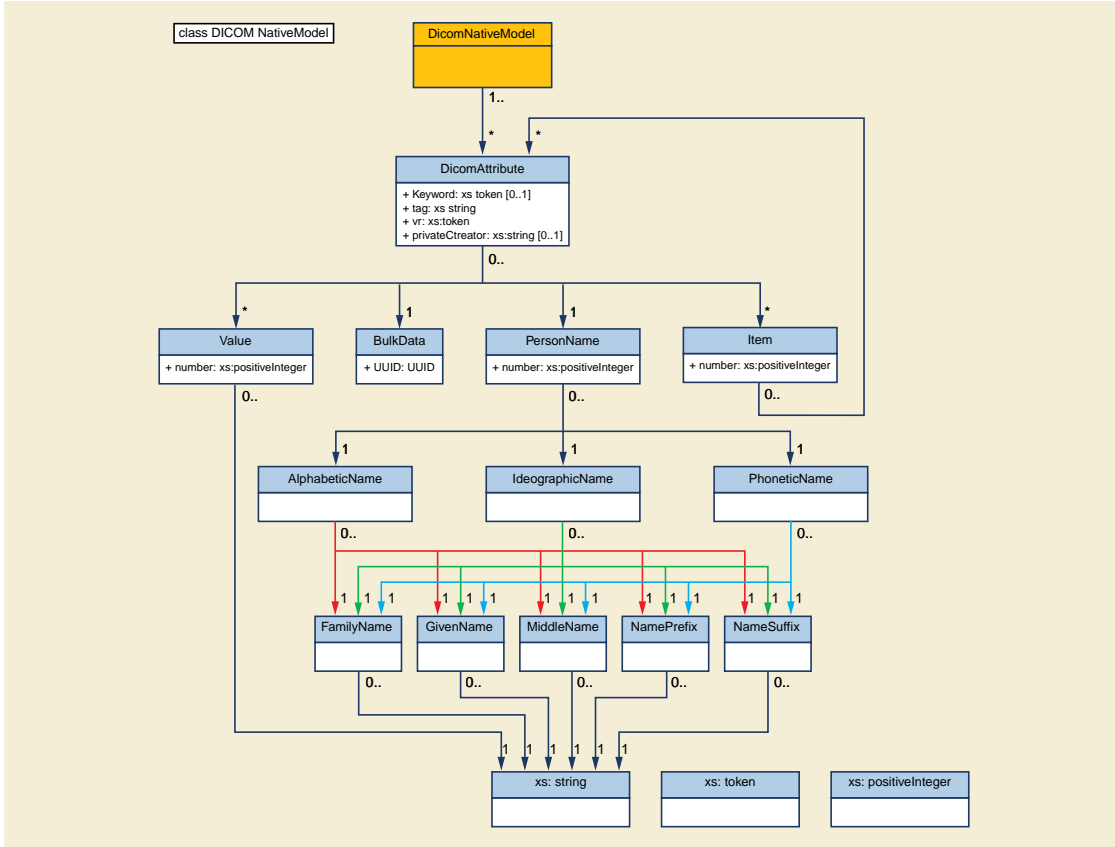 class DICOM NativeModel
DicomNativeModel
1..
* *
DicomAttribute
+ Keyword: xs token [0..1]
+ tag: xs string
+ vr: xs:token
+ privateCtreator: xs:string [0..1]
0..
* 1 1 *
Value BulkData PersonName Item
+ number: xs:positiveInteger + UUID: UUID + number: xs:positiveInteger + number: xs:positiveInteger
0.. 0.. 0..
1 1 1
AlphabeticName IdeographicName PhoneticName
0.. 0.. 0..
1 1 1 1 1 1 1 1 1 1 1 1 1 1 1
FamilyName GivenName MiddleName NamePrefix NameSuffix
0.. 0.. 0.. 0.. 0..
1 1 1 1 1 1
xs: string xs: token xs: positiveInteger